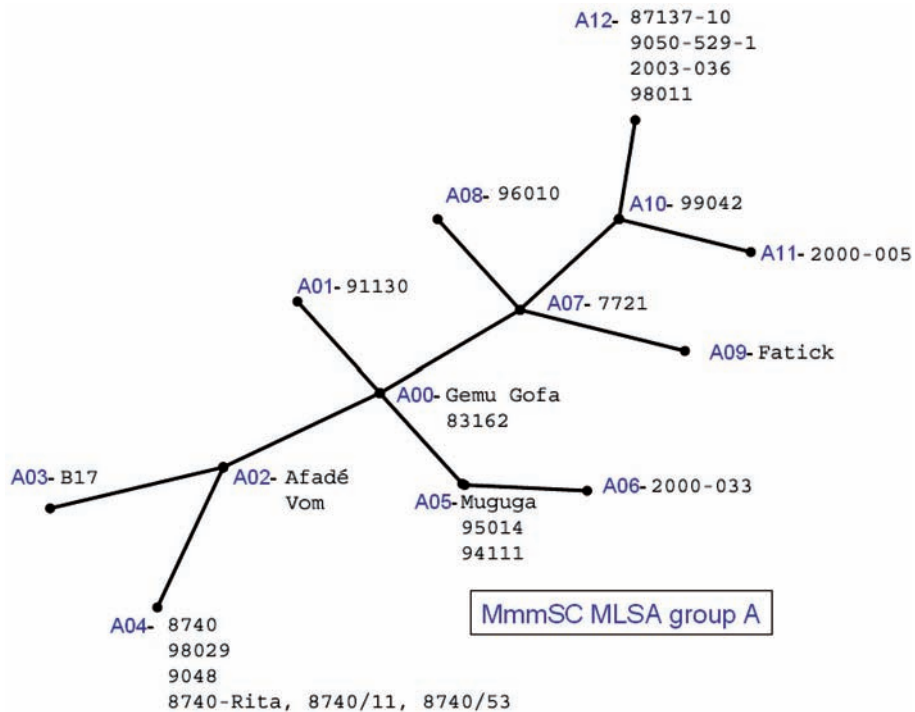 A12- 87137-10
9050-529-1
2003-036
98011
A08- 96010
A10- 99042
A11- 2000-005
A01- 91130
A07- 7721
A09- Fatick
A00- Gemu Gofa
83162
A03- B17
A02- Afadé
Vom
A05- Muguga
95014
94111
A06- 2000-033
MmmSC MLSA group A
A04- 8740
98029
9048
8740-Rita, 8740/11, 8740/53